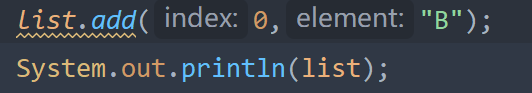 list.add( index: 0, element: "B");
System.out.println(list);